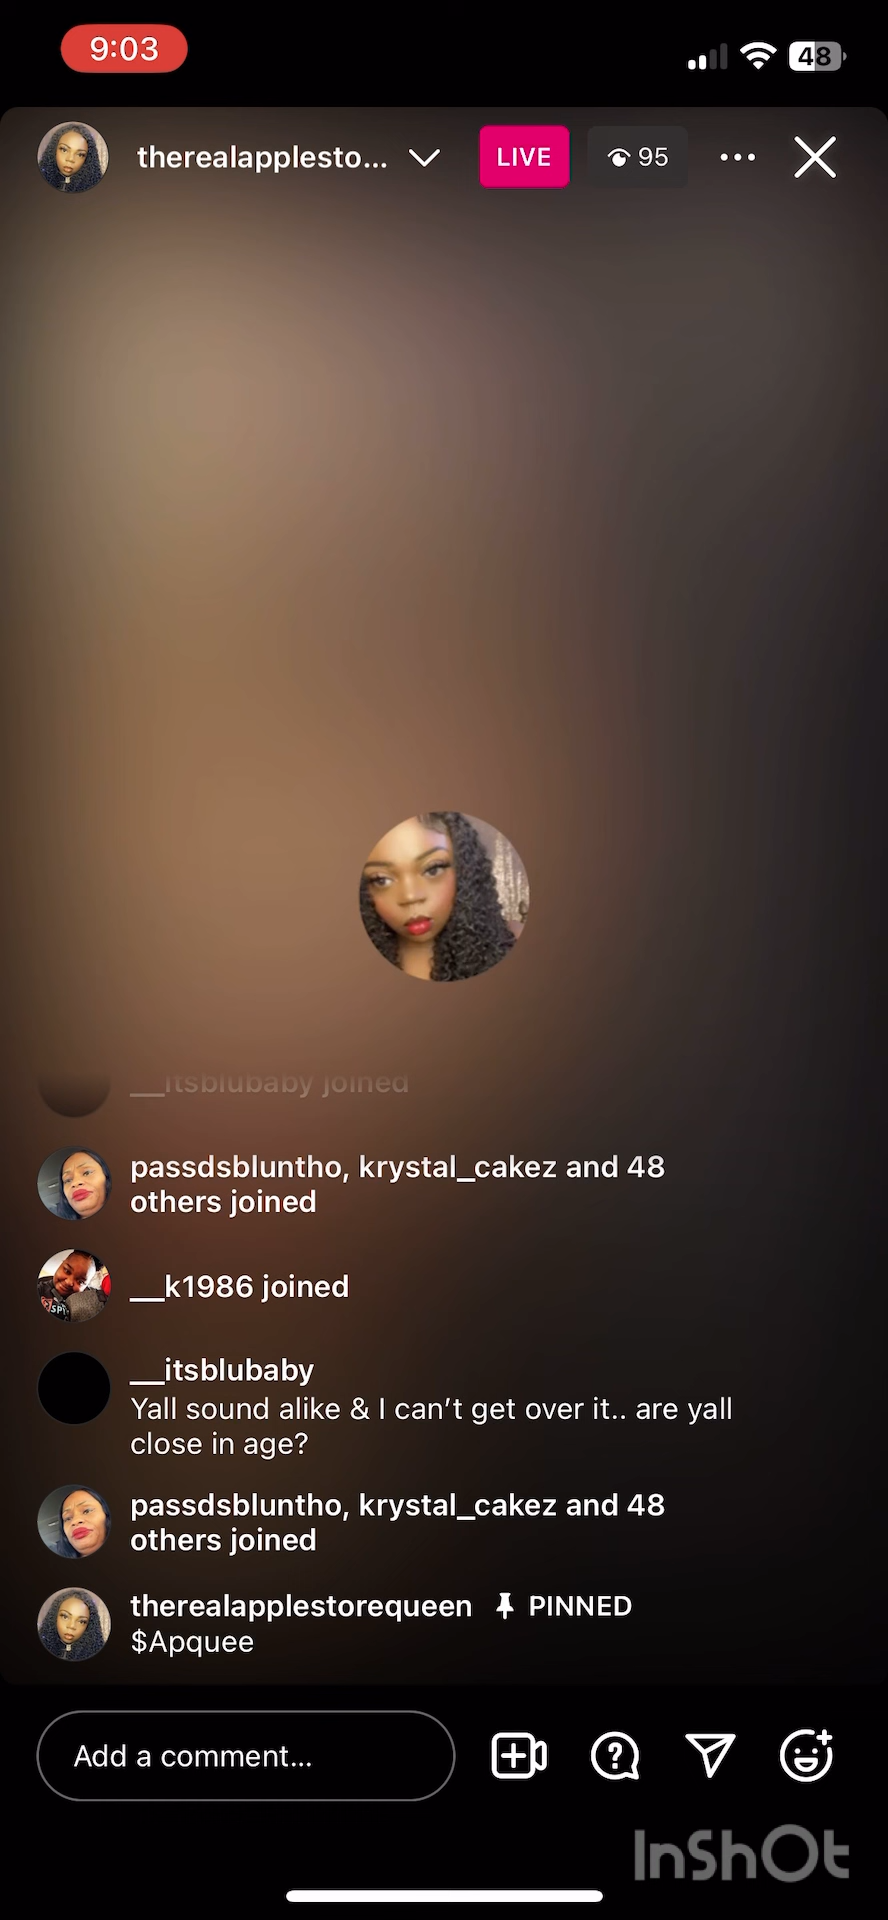 9:03
48
therealapplesto...
LIVE
95
__itsblubaby joined
passdsbluntho, krystal_cakez and 48
others joined
__k1986 joined
__itsblubaby
Yall sound alike & I can't get over it.. are yall
close in age?
passdsbluntho, krystal_cakez and 48
others joined
therealapplestorequeen PINNED
$Apquee
Add a comment...
InShOt